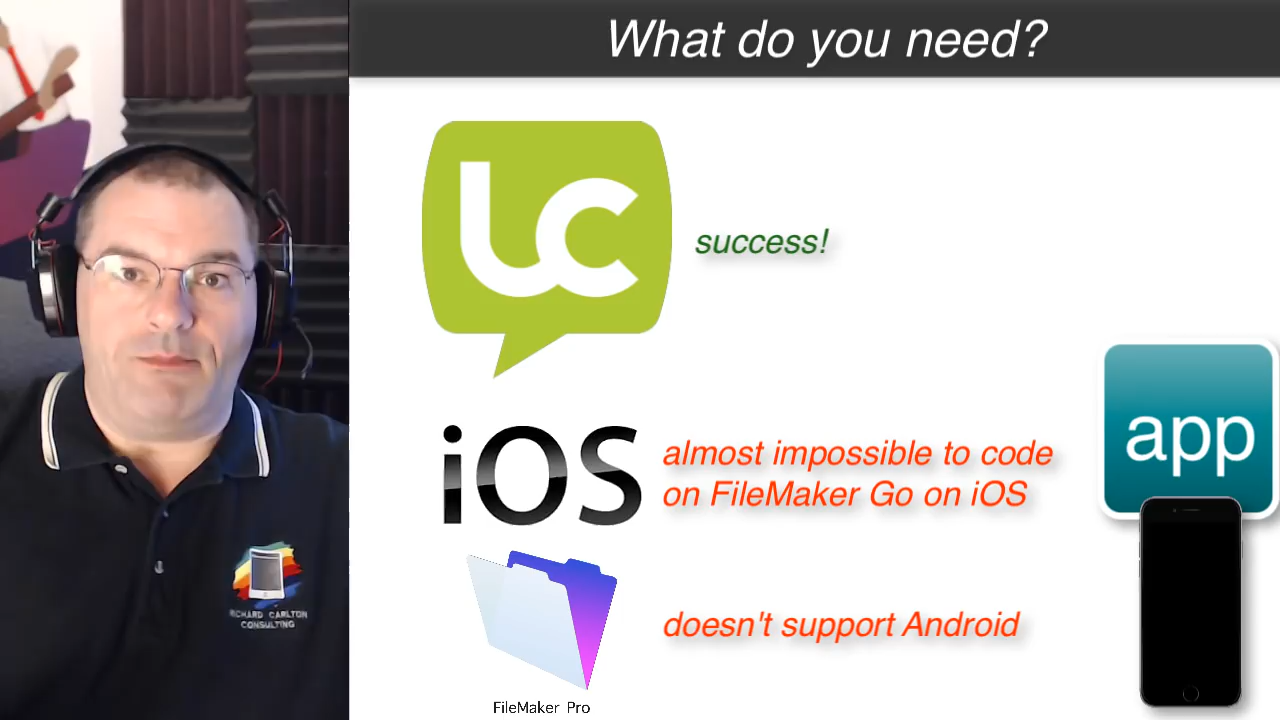 What do you need?
LC
success!
iOS
almost impossible to code
on FileMaker Go on iOS
app
doesn't support Android
FileMaker Pro
RICHARD CARLTON
CONSULTING